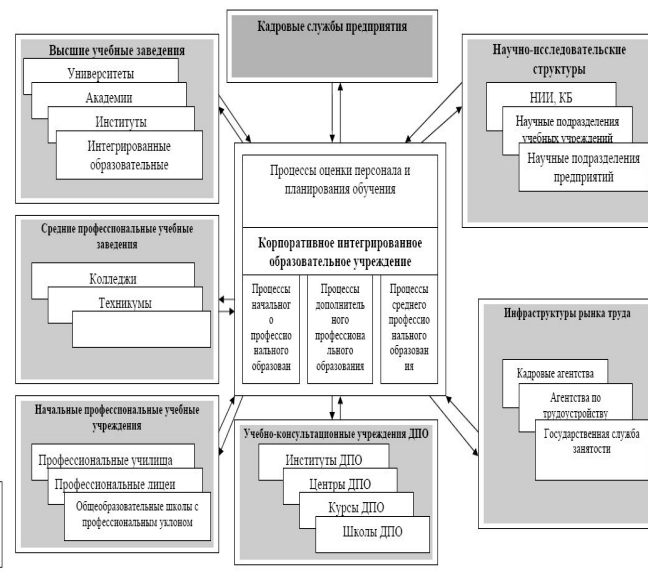 Кадровые службы предприятия
Высшие учебные заведения
Университеты
Академии
Институты
Интегрированные
образовательные
Научно-исследовательские
структуры
НИИ, КБ
Научные подразделения
учебных учреждений
Научные подразделения
предприятий
Процессы оценки персонала и
планирования обучения
Корпоративное интегрированное
образовательное учреждение
Процессы
начальног
о
профессио
нального
образован
Процессы
дополнитель
ного
профессиона
льного
образования
Процессы
среднего
профессио
нального
образован
ия
Средние профессиональные учебные
заведения
Колледжи
Техникумы
Инфраструктуры рынка труда
Кадровые агентства
Агентства по
трудоустройству
Государственная служба
занятости
Начальные профессиональные учебные
учреждения
Профессиональные училища
Профессиональные лицеи
Общеобразовательные школы с
профессиональным уклоном
Учебно-консультационные учреждения ДПО
Институты ДПО
Центры ДПО
Курсы ДПО
Школы ДПО